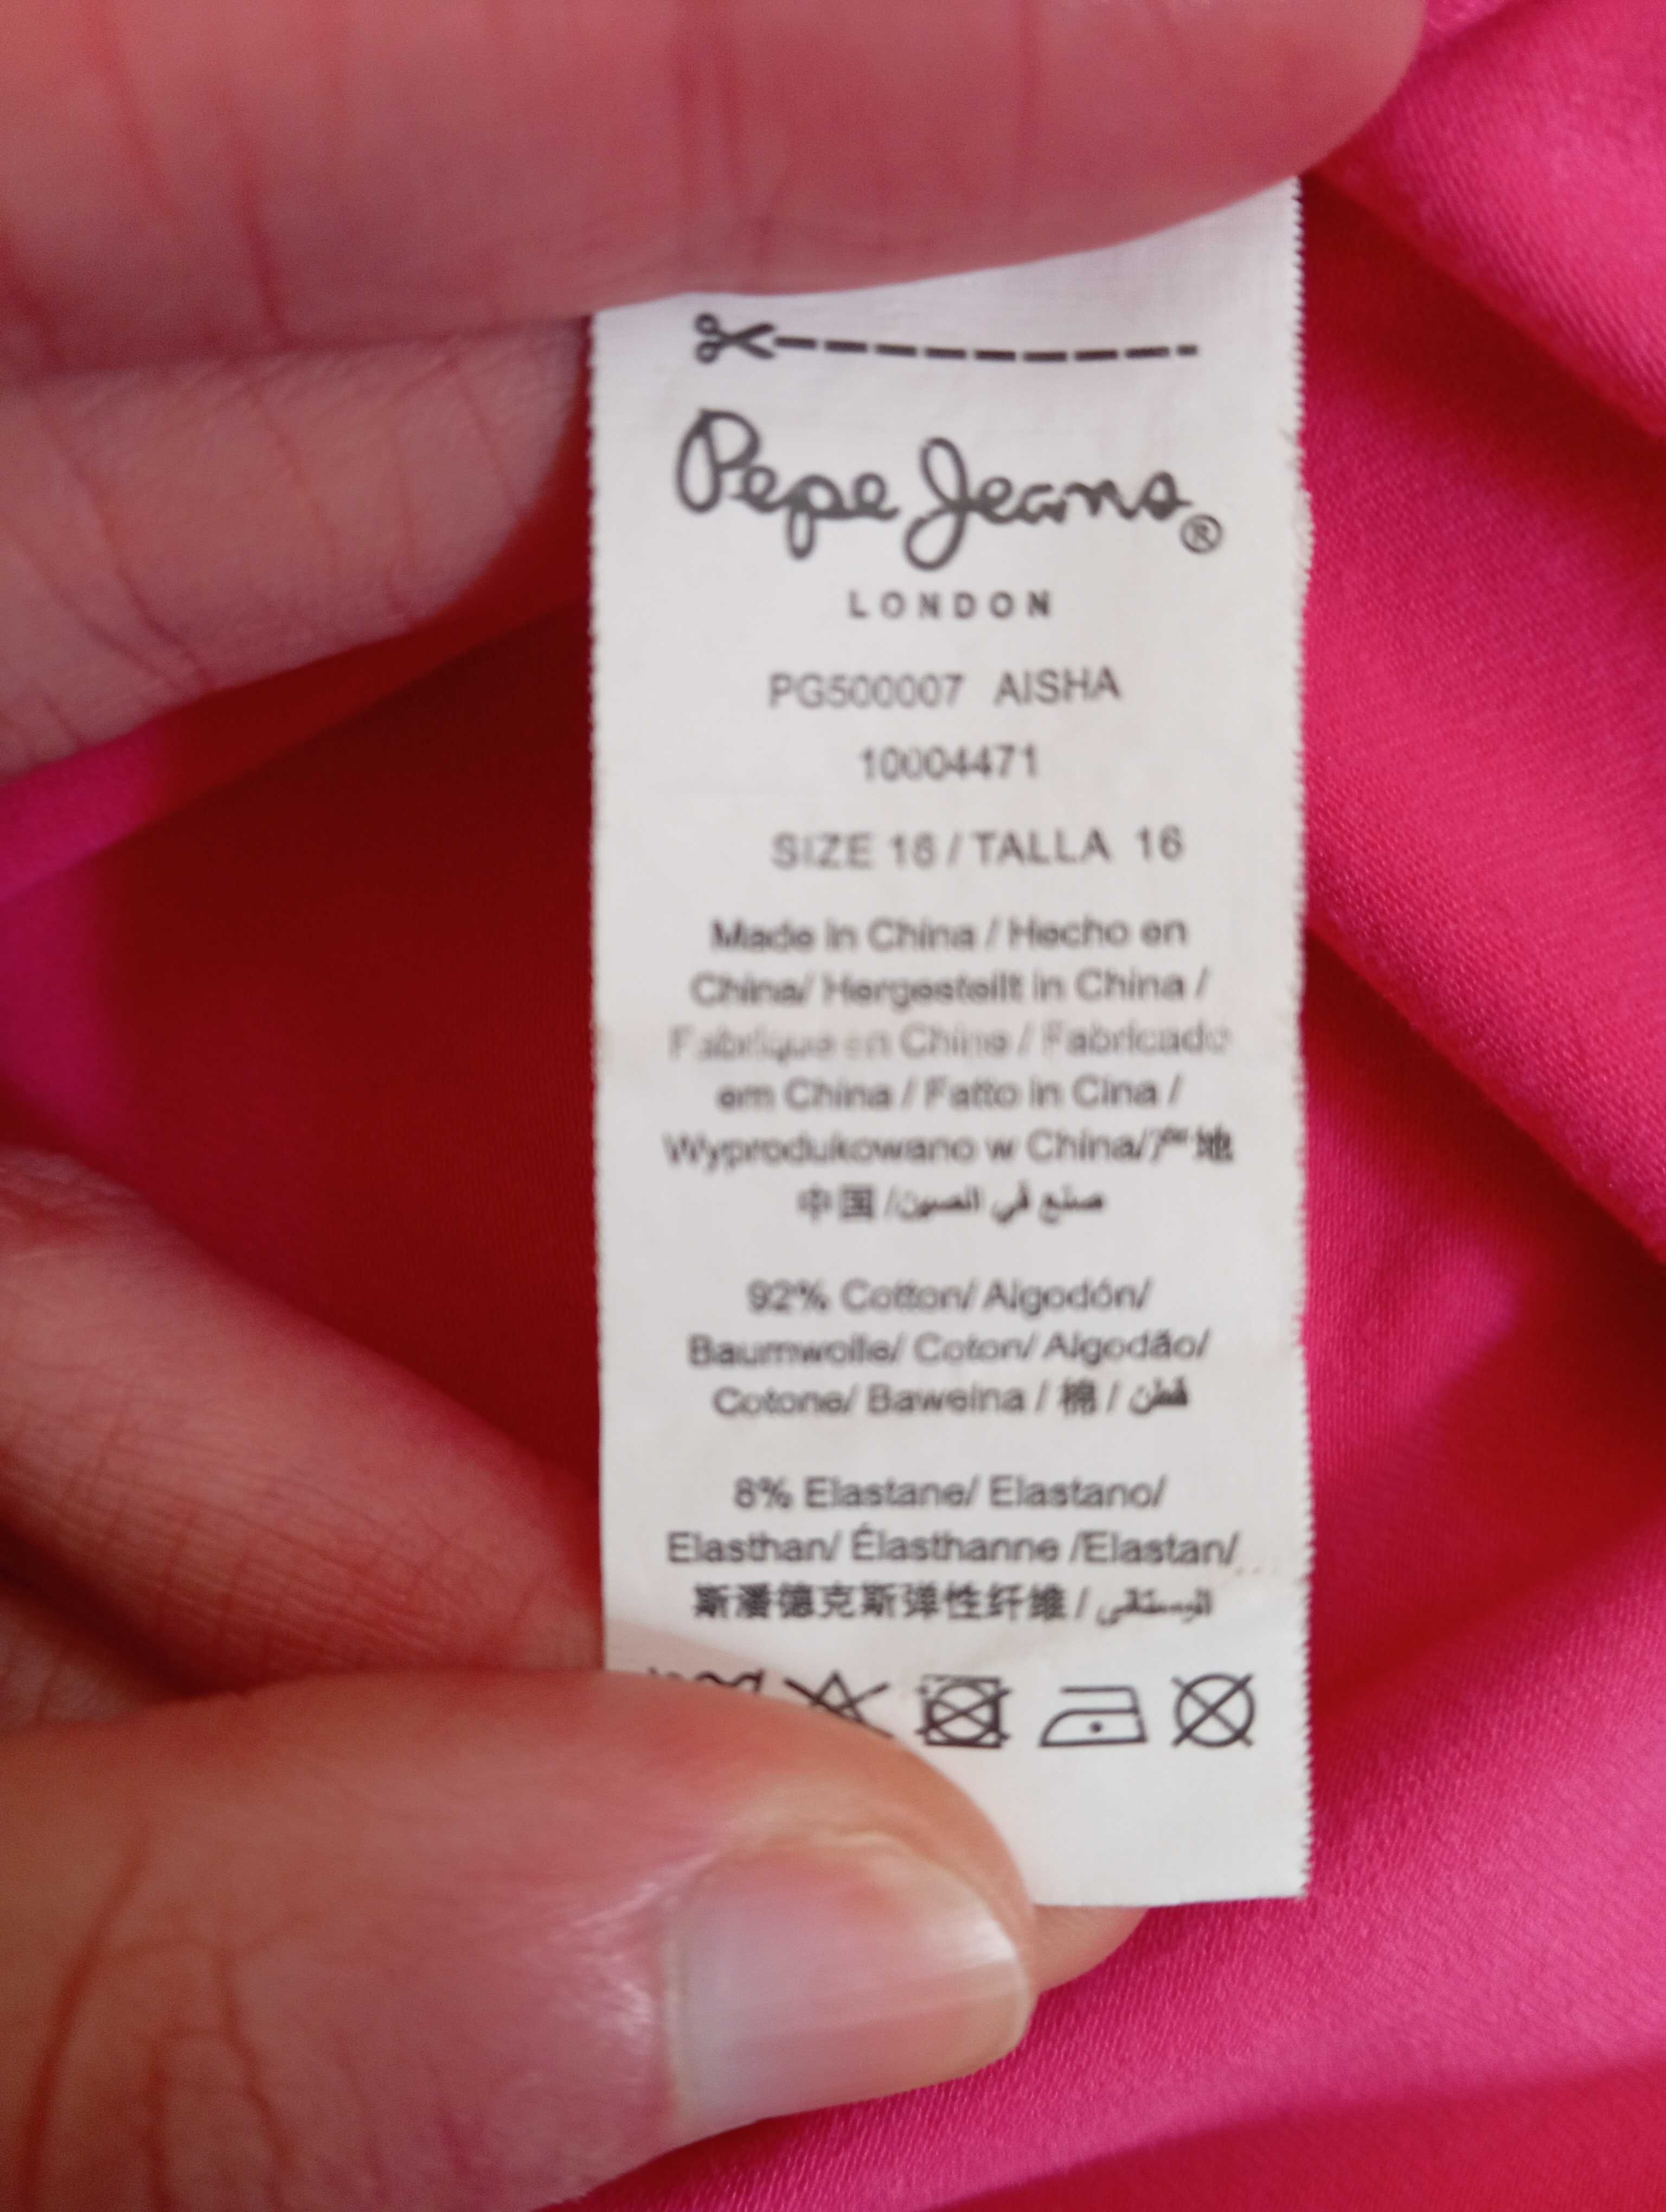 Pepe Jeans®
LONDON
PG500007 AISHA
10004471
SIZE 16 / TALLA 16
Made in China / Hecho en
China/ Hergestellt in China /
Fabrique en Chine / Fabricado
em China / Fatto in Cina /
Wyprodukowano w China/产地
中国 /صنع في الصين
92% Cotton/ Algodón/
Baumwolle/ Coton/ Algodão/
Cotone/ Bawelna / 棉 / قطن
8% Elastane/ Elastano/
Elasthan/ Élasthanne /Elastan/
斯潘德克斯弹性纤维 /